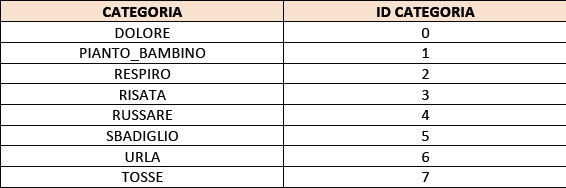 CATEGORIA ID CATEGORIA
DOLORE 0
PIANTO_BAMBINO 1
RESPIRO 2
RISATA 3
RUSSARE 4
SBADIGLIO 5
URLA 6
TOSSE 7